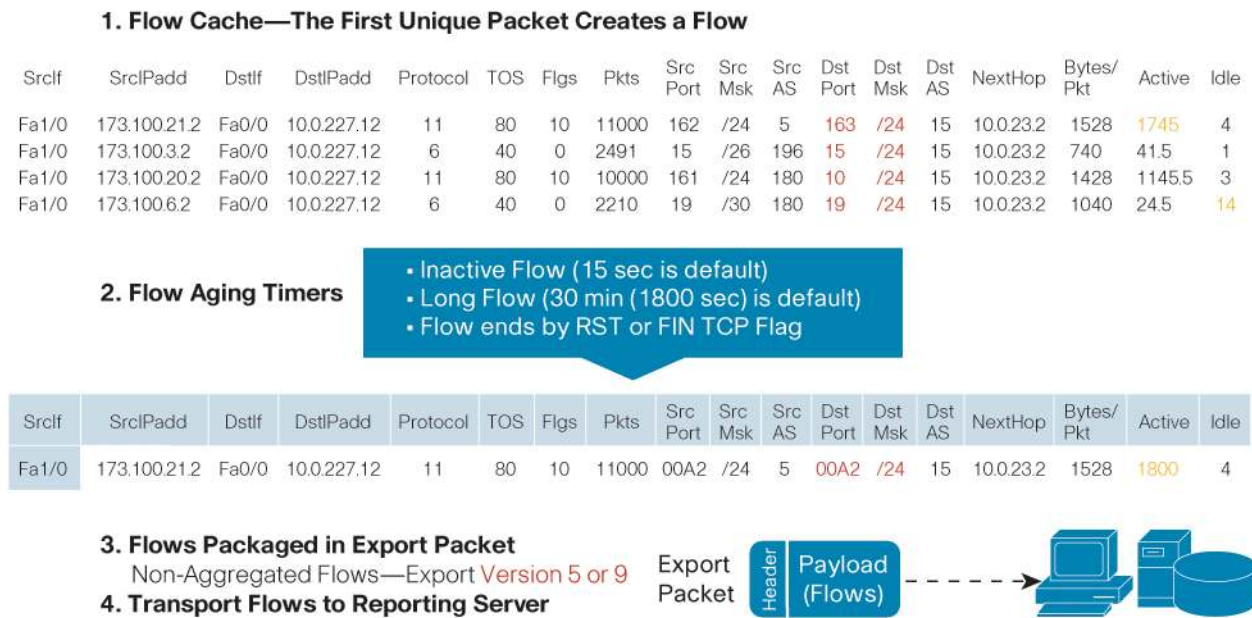 1. Flow Cache—The First Unique Packet Creates a Flow
SrcIf SrcIPadd DstIf DstIPadd Protocol TOS Flgs Pkts Src Port Src Msk Src AS Dst Port Dst Msk Dst AS NextHop Bytes/Pkt Active Idle
Fa1/0 173.100.21.2 Fa0/0 10.0.227.12 11 80 10 11000 162 /24 5 163 /24 15 10.0.23.2 1528 1745 4
Fa1/0 173.100.3.2 Fa0/0 10.0.227.12 6 40 0 2491 15 /26 196 15 /24 15 10.0.23.2 740 41.5 1
Fa1/0 173.100.20.2 Fa0/0 10.0.227.12 11 80 10 10000 161 /24 180 10 /24 15 10.0.23.2 1428 1145.5 3
Fa1/0 173.100.6.2 Fa0/0 10.0.227.12 6 40 0 2210 19 /30 180 19 /24 15 10.0.23.2 1040 24.5 14
2. Flow Aging Timers
▪ Inactive Flow (15 sec is default)
▪ Long Flow (30 min (1800 sec) is default)
▪ Flow ends by RST or FIN TCP Flag
SrcIf SrcIPadd DstIf DstIPadd Protocol TOS Flgs Pkts Src Port Src Msk Src AS Dst Port Dst Msk Dst AS NextHop Bytes/Pkt Active Idle
Fa1/0 173.100.21.2 Fa0/0 10.0.227.12 11 80 10 11000 00A2 /24 5 00A2 /24 15 10.0.23.2 1528 1800 4
3. Flows Packaged in Export Packet
Non-Aggregated Flows—Export Version 5 or 9
4. Transport Flows to Reporting Server
Export
Packet
Header
Payload
(Flows)